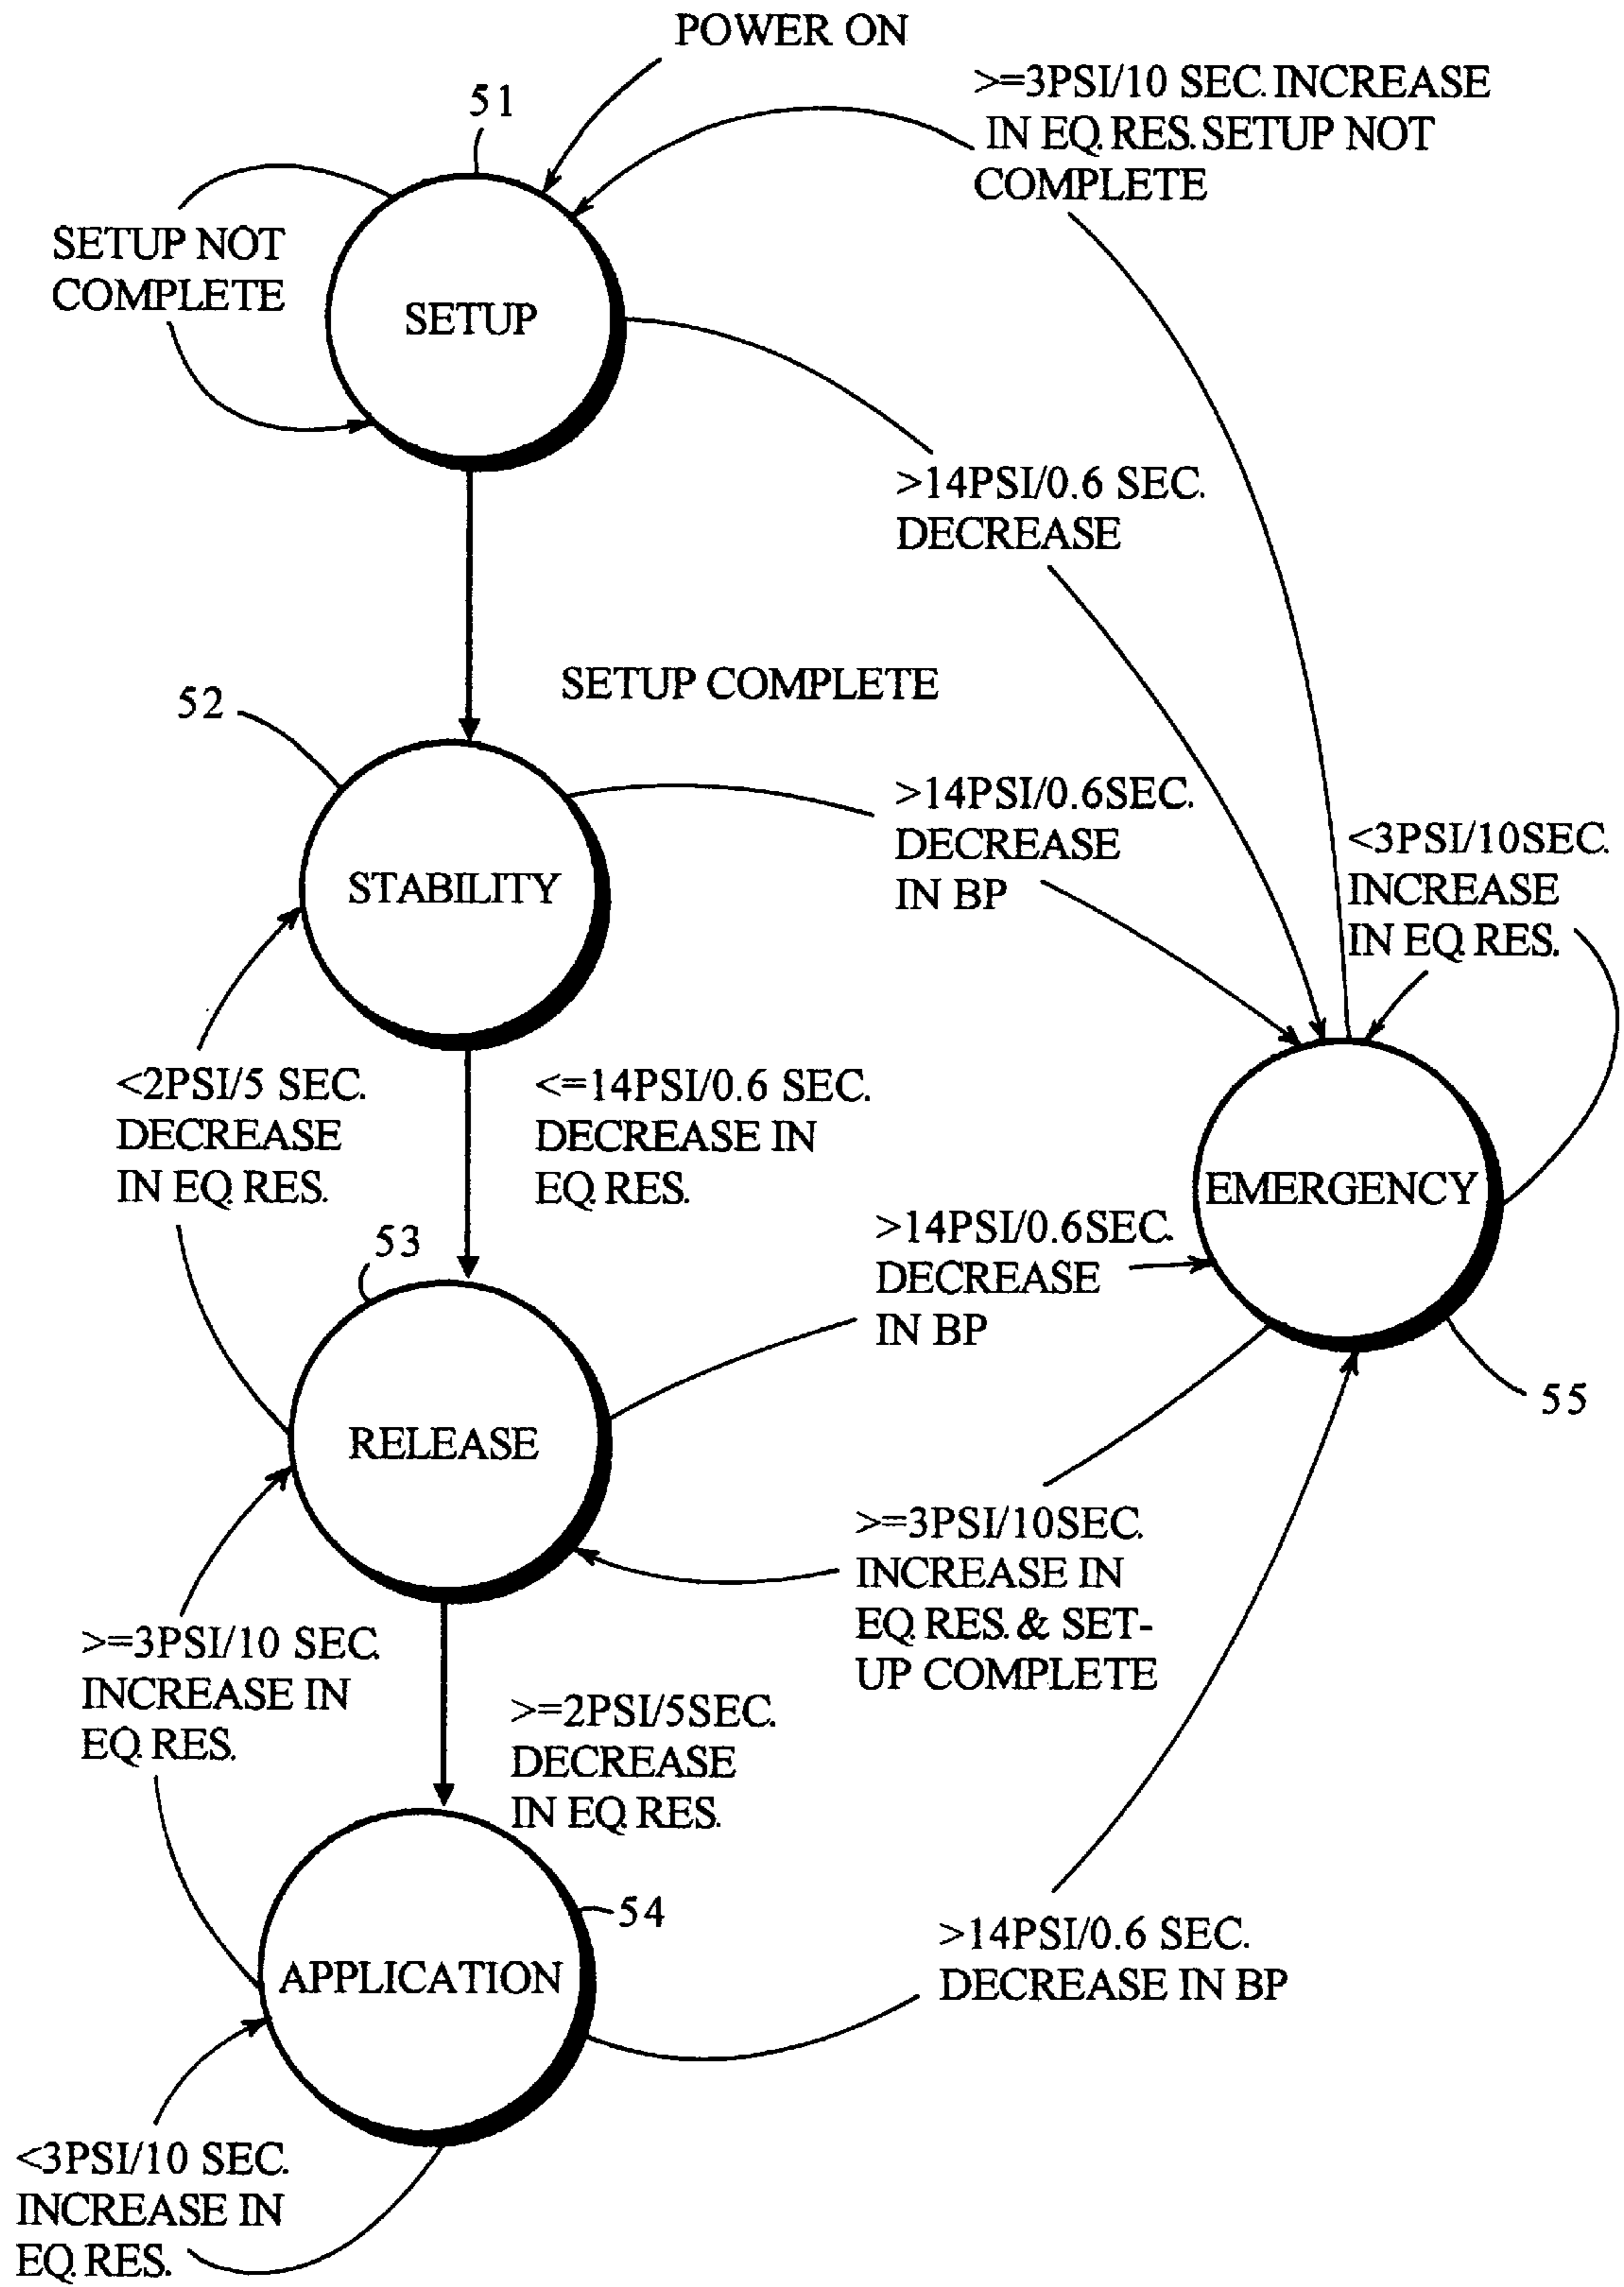 POWER ON
>=3PSI/10 SEC. INCREASE
IN EQ. RES. SETUP NOT
COMPLETE
51
SETUP NOT
COMPLETE
SETUP
>14PSI/0.6 SEC.
DECREASE
SETUP COMPLETE
52
>14PSI/0.6SEC.
DECREASE
IN BP
<3PSI/10SEC.
INCREASE
IN EQ. RES.
STABILITY
<2PSI/5 SEC.
DECREASE
IN EQ. RES.
<=14PSI/0.6 SEC.
DECREASE IN
EQ. RES.
EMERGENCY
53
>14PSI/0.6SEC.
DECREASE
IN BP
55
RELEASE
>=3PSI/10SEC.
INCREASE IN
EQ. RES. & SET-
UP COMPLETE
>=3PSI/10 SEC.
INCREASE IN
EQ. RES.
>=2PSI/5SEC.
DECREASE
IN EQ. RES.
54
>14PSI/0.6 SEC.
DECREASE IN BP
APPLICATION
<3PSI/10 SEC.
INCREASE IN
EQ. RES.